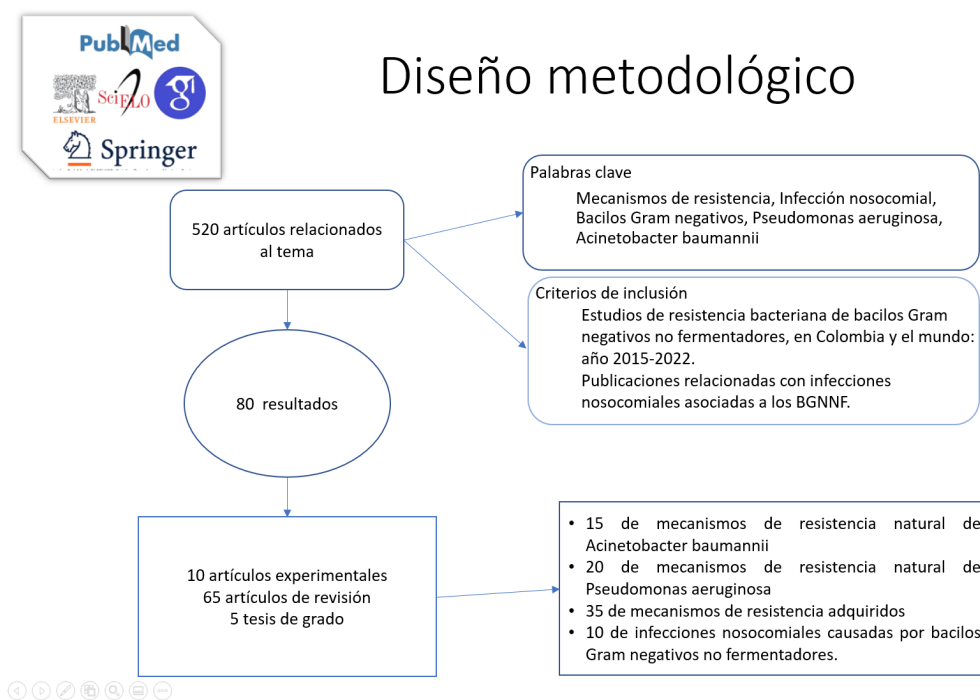 PubMed
ELSEVIER
SciELO
g
Springer
Diseño metodológico
520 artículos relacionados
al tema
Palabras clave
Mecanismos de resistencia, Infección nosocomial,
Bacilos Gram negativos, Pseudomonas aeruginosa,
Acinetobacter baumannii
Criterios de inclusión
Estudios de resistencia bacteriana de bacilos Gram
negativos no fermentadores, en Colombia y el mundo:
año 2015-2022.
Publicaciones relacionadas con infecciones
nosocomiales asociadas a los BGNNF.
80 resultados
10 artículos experimentales
65 artículos de revisión
5 tesis de grado
• 15 de mecanismos de resistencia natural de
Acinetobacter baumannii
• 20 de mecanismos de resistencia natural de
Pseudomonas aeruginosa
• 35 de mecanismos de resistencia adquiridos
• 10 de infecciones nosocomiales causadas por bacilos
Gram negativos no fermentadores.